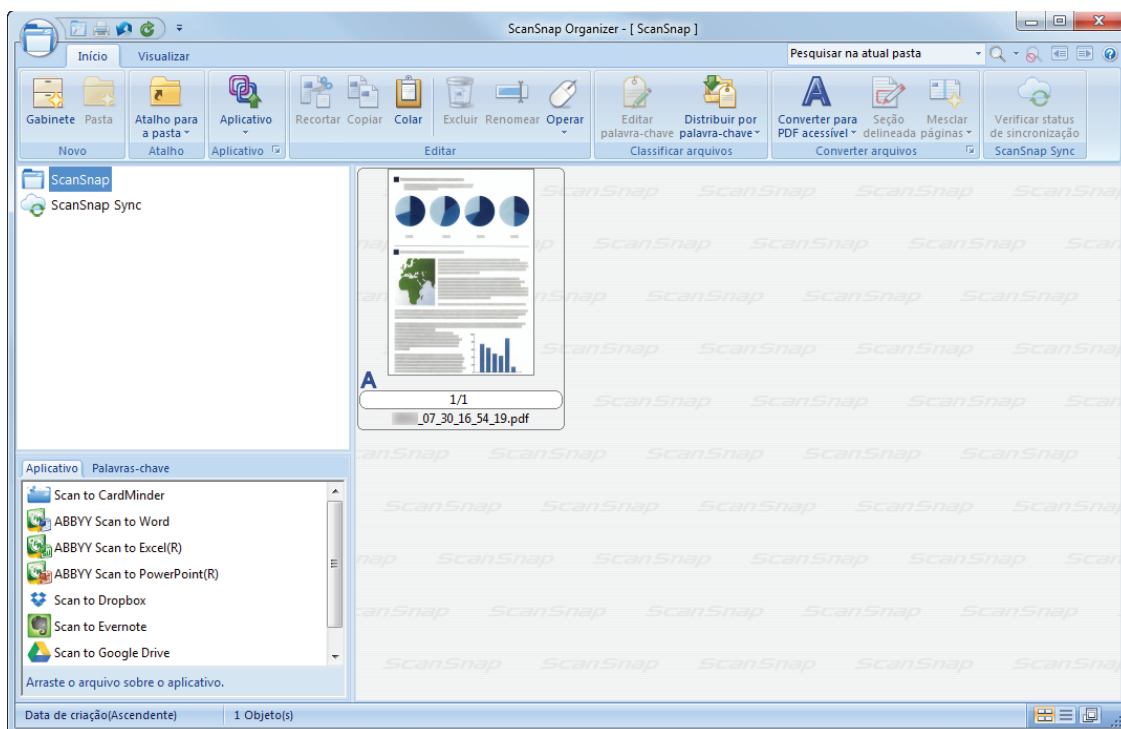 ScanSnap Organizer - [ ScanSnap ]
Início Visualizar
Pesquisar na atual pasta
Gabinete Pasta
Atalho para
a pasta
Aplicativo
Recortar Copiar Colar Excluir Renomear Operar
Editar
palavra-chave
Distribuir por
palavra-chave
Converter para
PDF acessível
Seção
delineada
Mesclar
páginas
Verificar status
de sincronização
Novo Atalho Aplicativo Editar Classificar arquivos Converter arquivos ScanSnap Sync
ScanSnap
ScanSnap Sync
A
1/1
_07_30_16_54_19.pdf
Aplicativo Palavras-chave
Scan to CardMinder
ABBYY Scan to Word
ABBYY Scan to Excel(R)
ABBYY Scan to PowerPoint(R)
Scan to Dropbox
Scan to Evernote
Scan to Google Drive
Arraste o arquivo sobre o aplicativo.
Data de criação(Ascendente) 1 Objeto(s)
ScanSnap ScanSnap ScanSnap ScanSnap